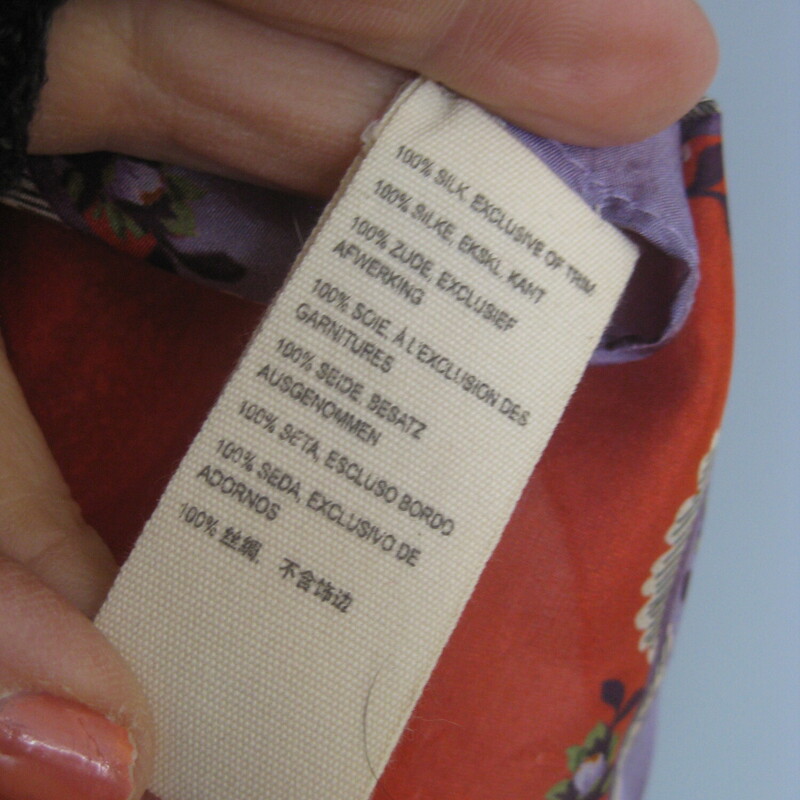 100% SILK, EXCLUSIVE OF TRIM
100% SILKE, EKSKL. KANT
100% ZIJDE, EXCLUSIEF
AFWERKING
100% SOIE, À L'EXCLUSION DES
GARNITURES
100% SEIDE, BESATZ
AUSGENOMMEN
100% SETA, ESCLUSO BORDO
100% SEDA, EXCLUSIVO DE
ADORNOS
100% 丝绸, 不含饰边